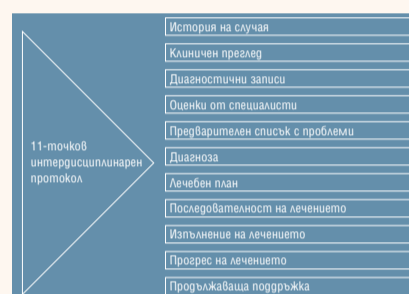 11-точков
интердисциплинарен
протокол
История на случая
Клиничен преглед
Диагностични записи
Оценки от специалисти
Предварителен списък с проблеми
Диагноза
Лечебен план
Последователност на лечението
Изпълнение на лечението
Прогрес на лечението
Продължаваща поддръжка